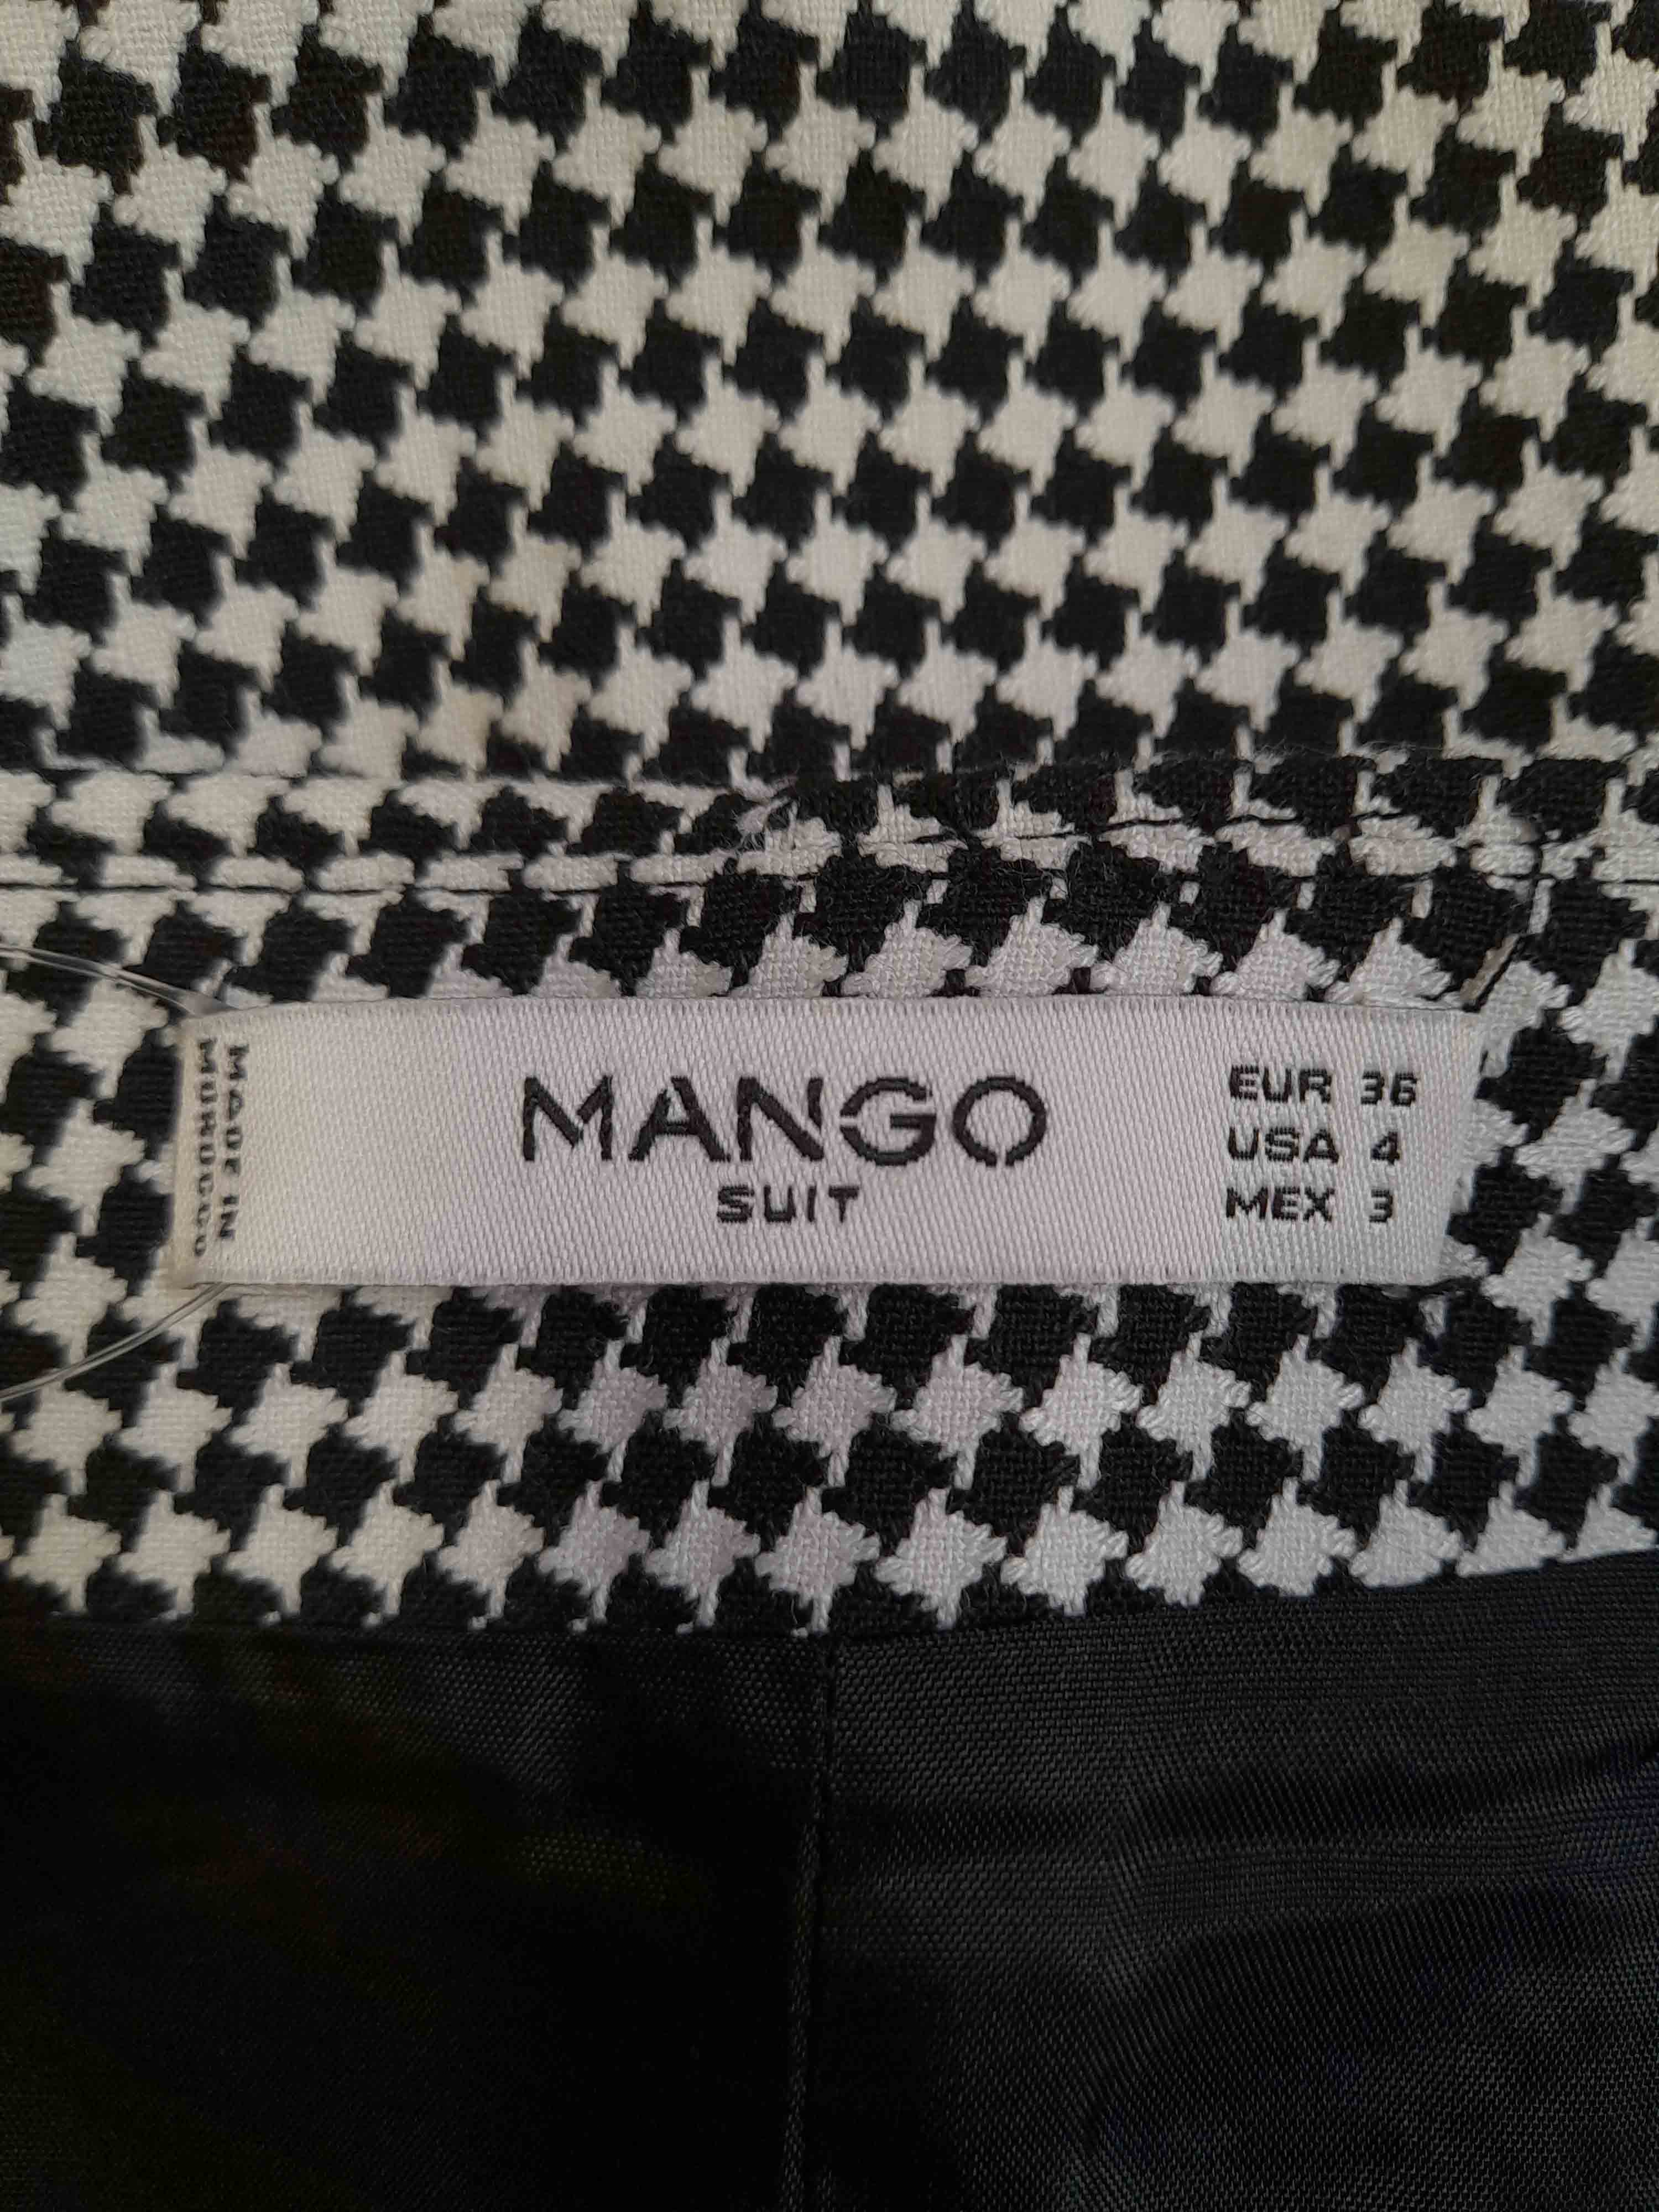 MADE IN
MOROCCO
MANGO
SUIT
EUR 36
USA 4
MEX 3